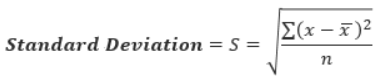 Standard Deviation = S = √(Σ(x − x̄)² / n)